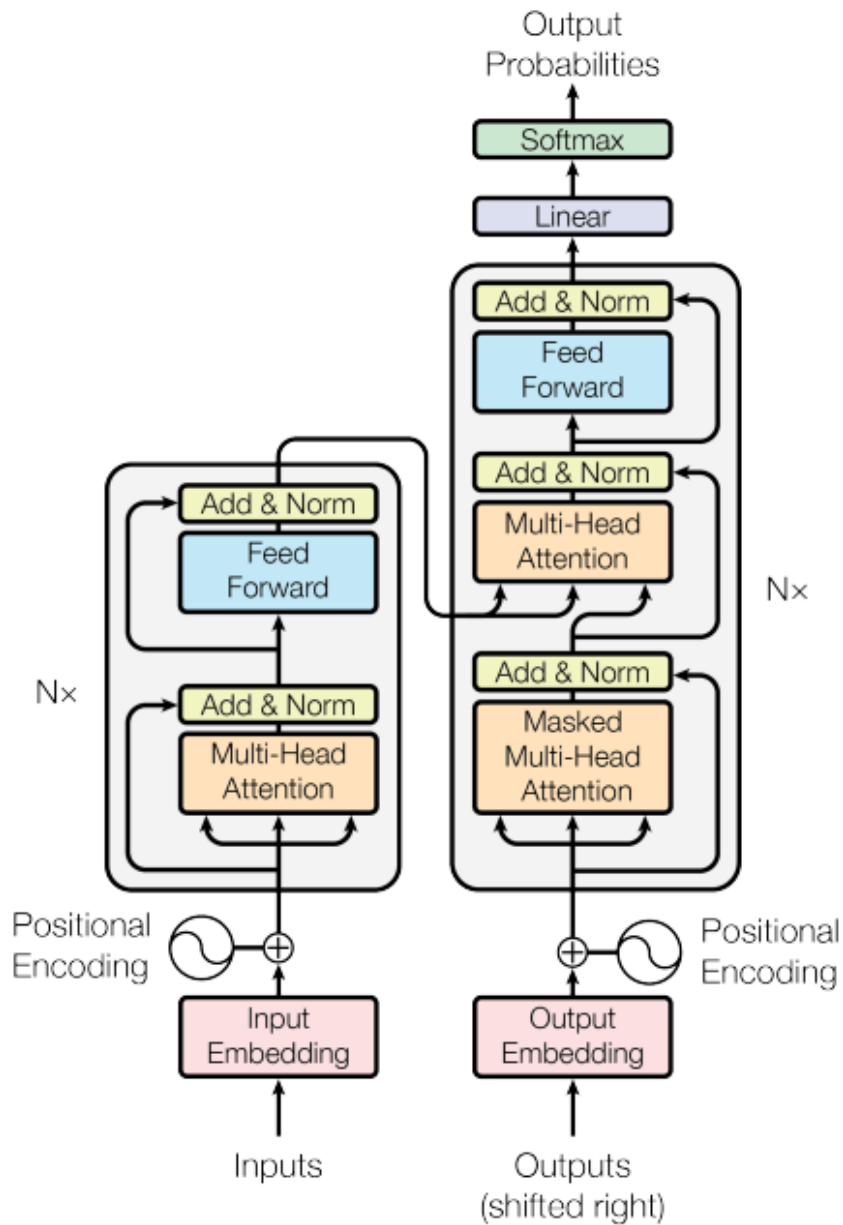 Output
Probabilities
Softmax
Linear
Add & Norm
Feed
Forward
Add & Norm
Multi-Head
Attention
Add & Norm
Masked
Multi-Head
Attention
Nx
Positional
Encoding
Output
Embedding
Outputs
(shifted right)
Add & Norm
Feed
Forward
Add & Norm
Multi-Head
Attention
Nx
Positional
Encoding
Input
Embedding
Inputs